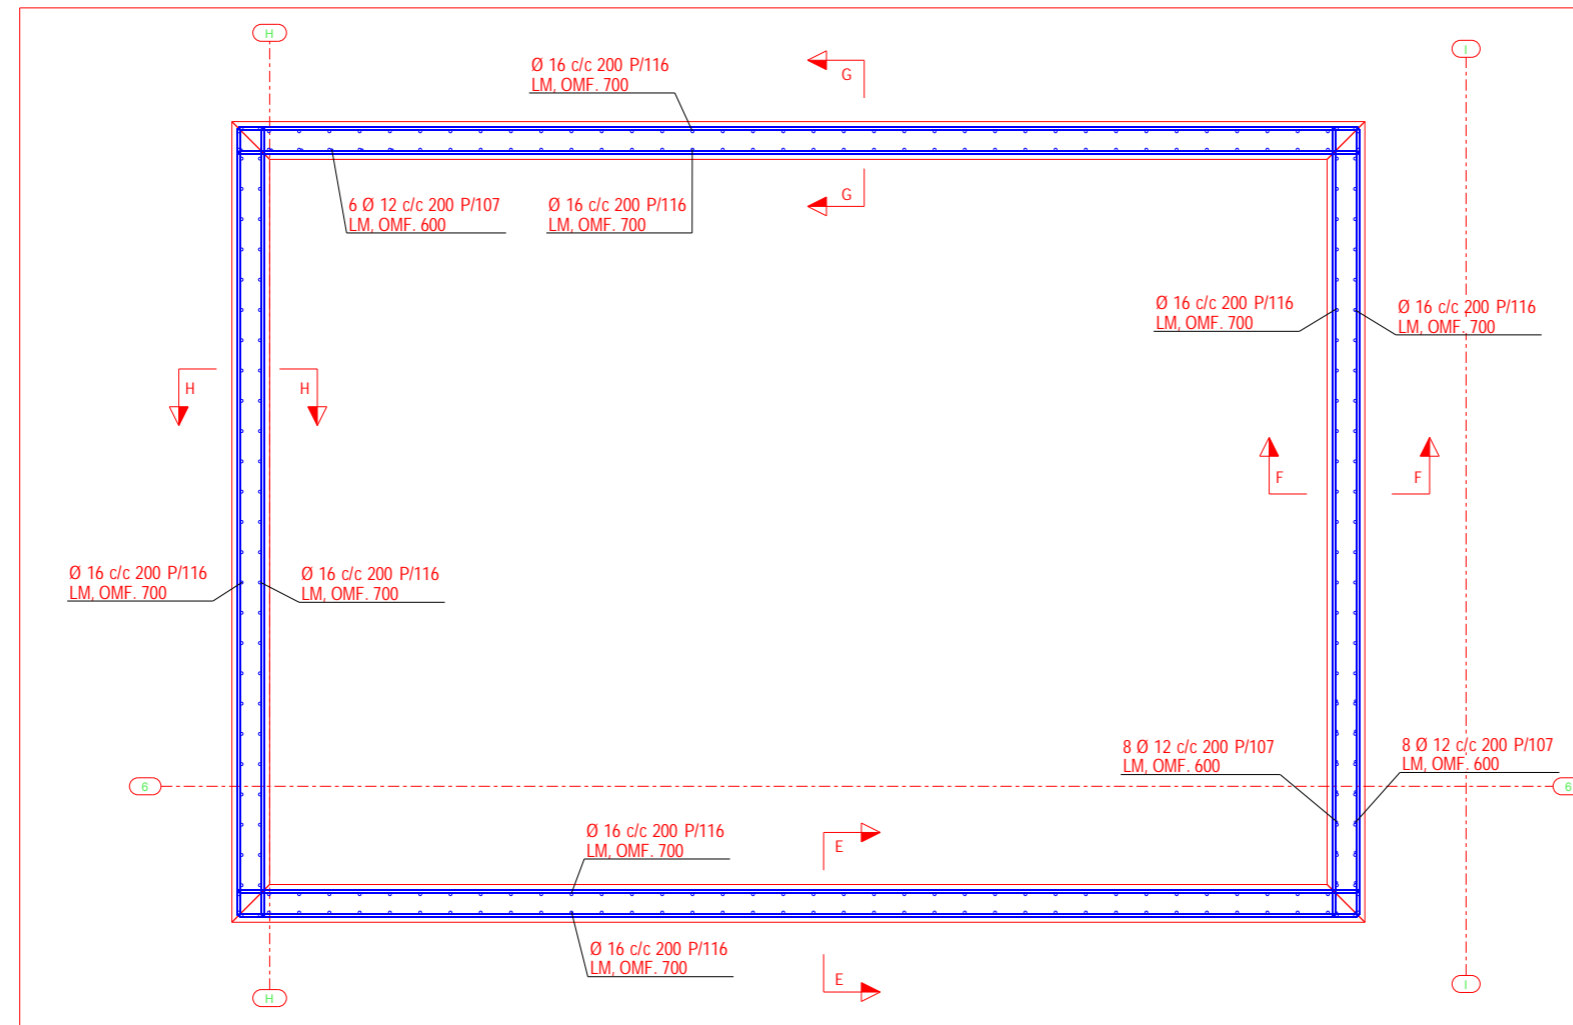 H
I
Ø 16 c/c 200 P/116
LM, OMF. 700
G
6 Ø 12 c/c 200 P/107
LM, OMF. 600
Ø 16 c/c 200 P/116
LM, OMF. 700
G
Ø 16 c/c 200 P/116
LM, OMF. 700
Ø 16 c/c 200 P/116
LM, OMF. 700
H
H
F
F
Ø 16 c/c 200 P/116
LM, OMF. 700
Ø 16 c/c 200 P/116
LM, OMF. 700
8 Ø 12 c/c 200 P/107
LM, OMF. 600
8 Ø 12 c/c 200 P/107
LM, OMF. 600
6
6
Ø 16 c/c 200 P/116
LM, OMF. 700
E
Ø 16 c/c 200 P/116
LM, OMF. 700
E
H
I